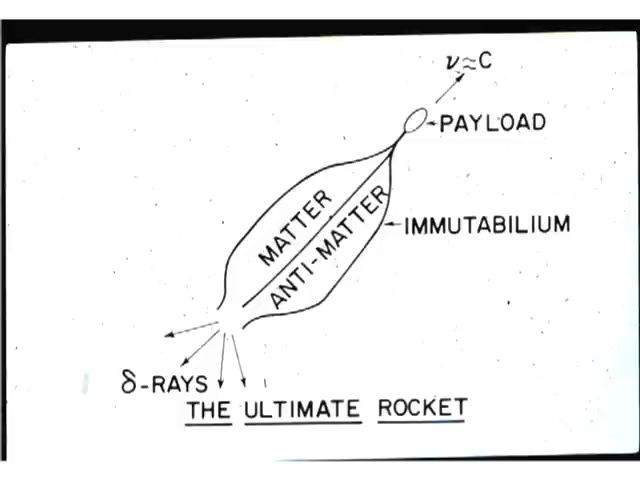 ν≈C
PAYLOAD
MATTER
ANTI-MATTER
IMMUTABILIUM
δ-RAYS
THE ULTIMATE ROCKET